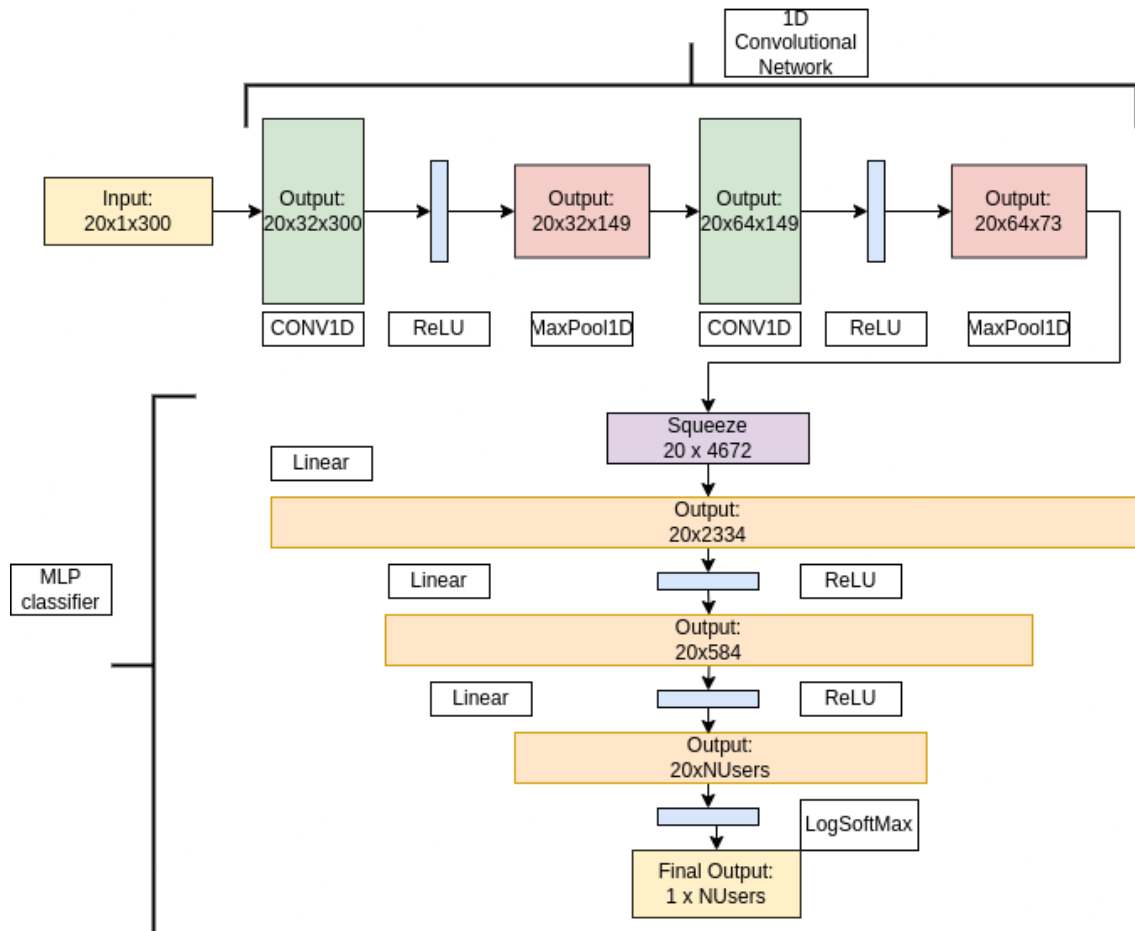 1D
Convolutional
Network
Input:
20x1x300
Output:
20x32x300
Output:
20x32x149
Output:
20x64x149
Output:
20x64x73
CONV1D
ReLU
MaxPool1D
CONV1D
ReLU
MaxPool1D
Squeeze
20 x 4672
Linear
Output:
20x2334
MLP
classifier
Linear
ReLU
Output:
20x584
Linear
ReLU
Output:
20xNUsers
LogSoftMax
Final Output:
1 x NUsers